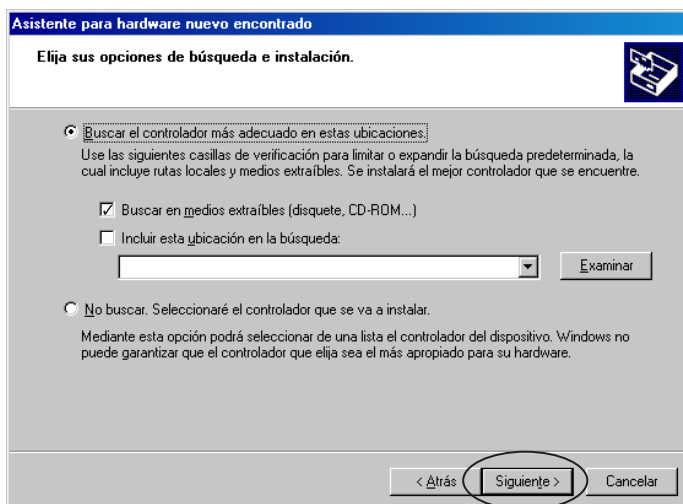 Asistente para hardware nuevo encontrado
Elija sus opciones de búsqueda e instalación.
Buscar el controlador más adecuado en estas ubicaciones.
Use las siguientes casillas de verificación para limitar o expandir la búsqueda predeterminada, la
cual incluye rutas locales y medios extraíbles. Se instalará el mejor controlador que se encuentre.
Buscar en medios extraíbles (disquete, CD-ROM...)
Incluir esta ubicación en la búsqueda:
Examinar
No buscar. Seleccionaré el controlador que se va a instalar.
Mediante esta opción podrá seleccionar de una lista el controlador del dispositivo. Windows no
puede garantizar que el controlador que elija sea el más apropiado para su hardware.
< Atrás Siguiente > Cancelar